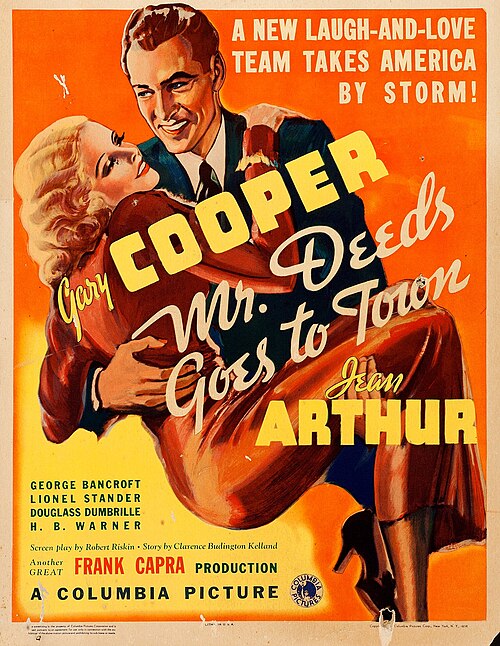 A NEW LAUGH-AND-LOVE
TEAM TAKES AMERICA
BY STORM!
Gary
COOPER
Mr. Deeds
Goes to Town
Jean
ARTHUR
GEORGE BANCROFT
LIONEL STANDER
DOUGLASS DUMBRILLE
H. B. WARNER
Screen play by Robert Riskin • Story by Clarence Budington Kelland
Another
GREAT
FRANK CAPRA PRODUCTION
A COLUMBIA PICTURE
COLUMBIA
PICTURES